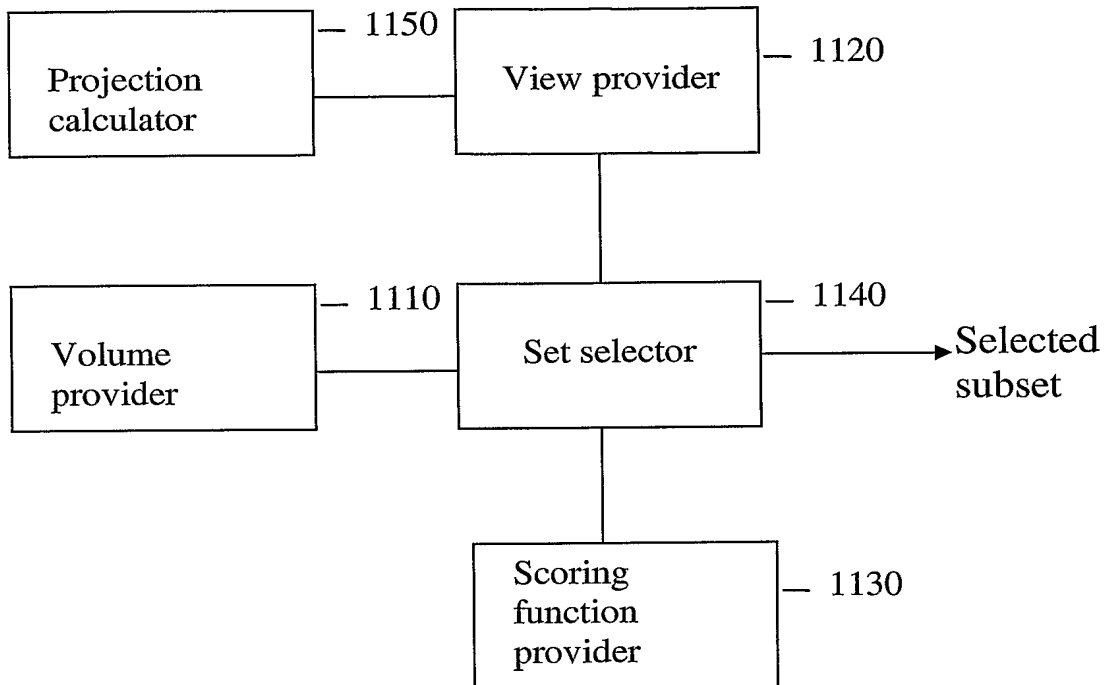 1150
1120
Projection
calculator
View provider
1110
1140
Volume
provider
Set selector
Selected
subset
Scoring
function
provider
1130